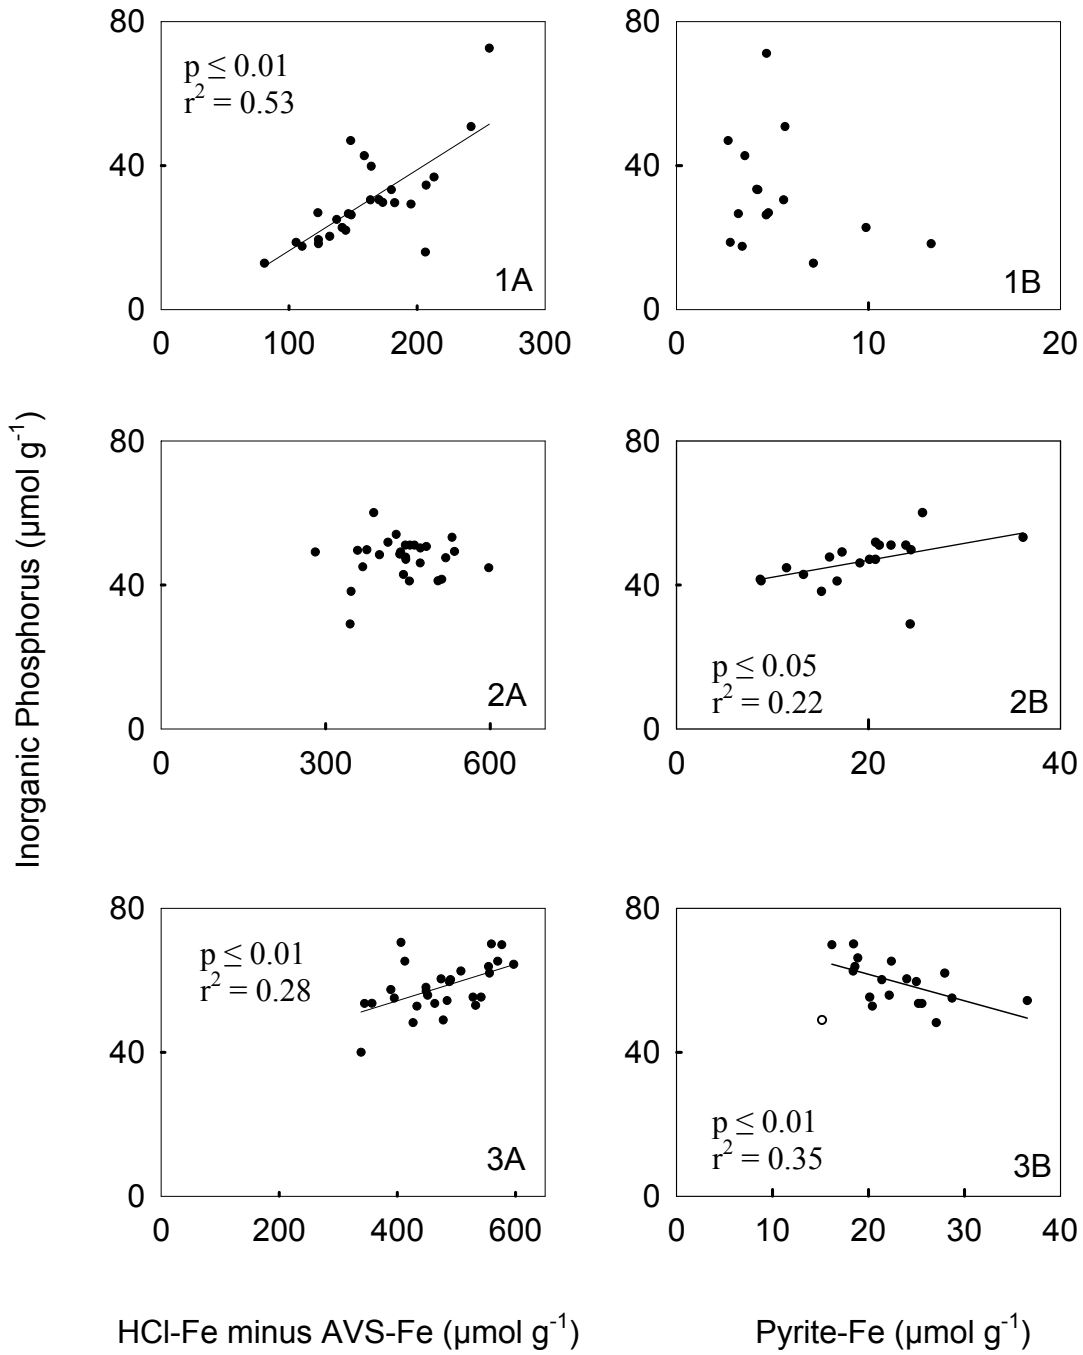 80
40
0
p ≤ 0.01
r² = 0.53
1A
0 100 200 300
80
40
0
1B
0 10 20
Inorganic Phosphorus (µmol g⁻¹)
80
40
0
2A
0 300 600
80
40
0
p ≤ 0.05
r² = 0.22
2B
0 20 40
80
40
0
p ≤ 0.01
r² = 0.28
3A
0 200 400 600
80
40
0
p ≤ 0.01
r² = 0.35
3B
0 10 20 30 40
HCl-Fe minus AVS-Fe (µmol g⁻¹)
Pyrite-Fe (µmol g⁻¹)